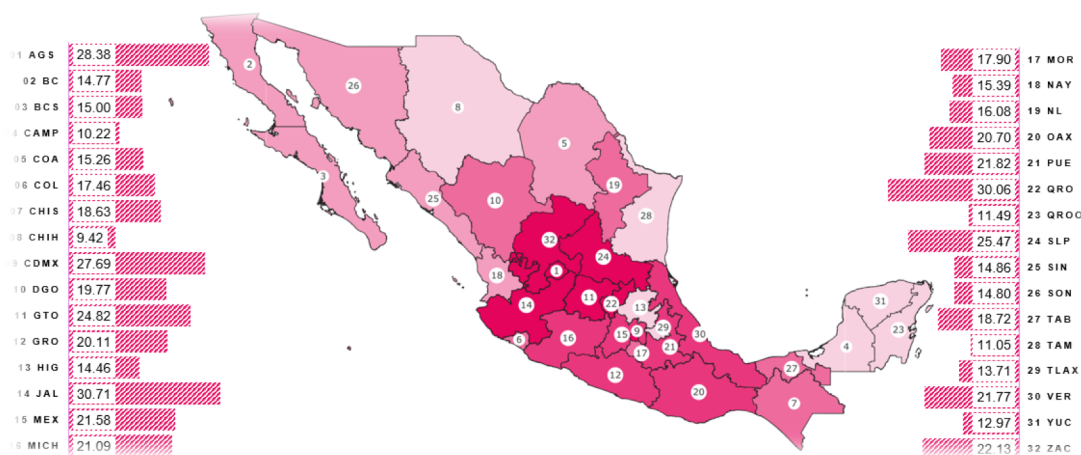 01 AGS 28.38
02 BC 14.77
03 BCS 15.00
04 CAMP 10.22
05 COA 15.26
06 COL 17.46
07 CHIS 18.63
08 CHIH 9.42
09 CDMX 27.69
10 DGO 19.77
11 GTO 24.82
12 GRO 20.11
13 HIG 14.46
14 JAL 30.71
15 MEX 21.58
16 MICH 21.09
2
26
8
5
3
25
10
19
28
32
24
18
1
14
11
22
13
6
16
15
9
29
30
17
21
12
20
31
23
4
27
7
17.90 17 MOR
15.39 18 NAY
16.08 19 NL
20.70 20 OAX
21.82 21 PUE
30.06 22 QRO
11.49 23 QROO
25.47 24 SLP
14.86 25 SIN
14.80 26 SON
18.72 27 TAB
11.05 28 TAM
13.71 29 TLAX
21.77 30 VER
12.97 31 YUC
22.13 32 ZAC